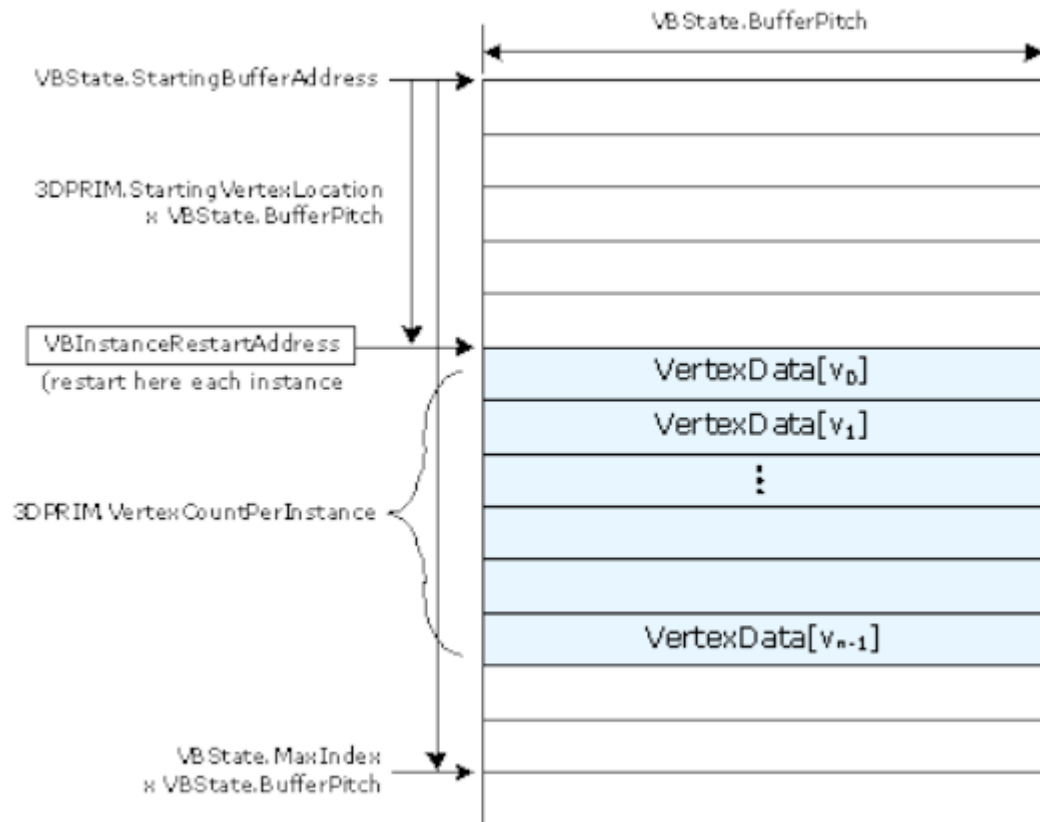 VBState.BufferPitch
VBState.StartingBufferAddress
3DPRIM.StartingVertexLocation
x VBState.BufferPitch
VBInstanceRestartAddress
(restart here each instance
VertexData[v0]
VertexData[v1]
⋮
3DPRIM.VertexCountPerInstance
VertexData[vn-1]
VBState.MaxIndex
x VBState.BufferPitch